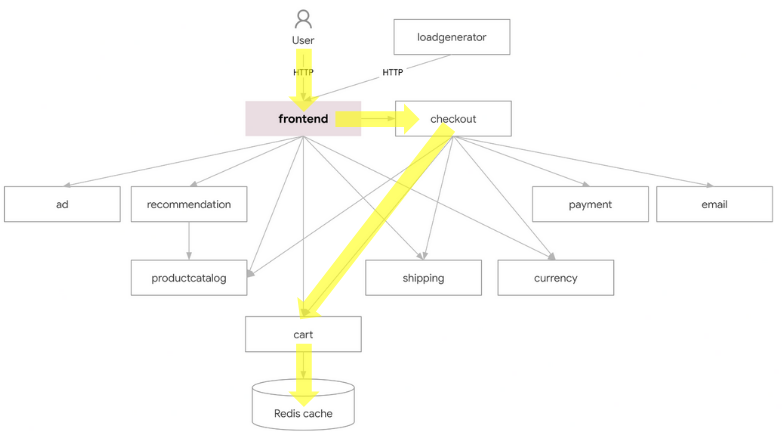 User
loadgenerator
HTTP
HTTP
frontend
checkout
ad
recommendation
payment
email
productcatalog
shipping
currency
cart
Redis cache